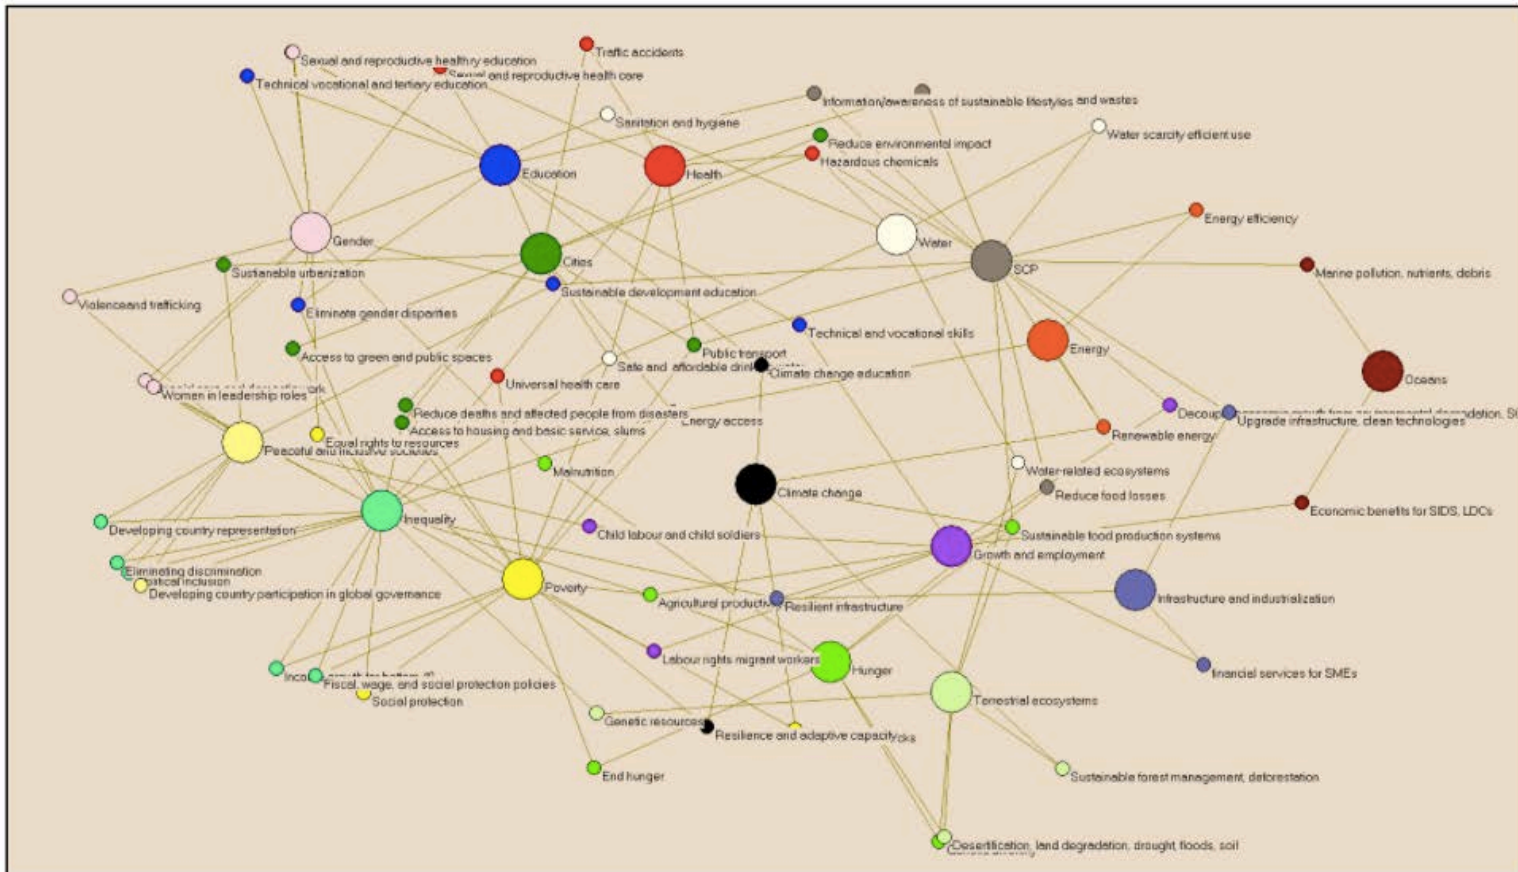 Traffic accidents
Sexual and reproductive health
ry education
Sexual and reproductive health care
Technical vocational and tertiary education
Information/awareness of sustainable lifestyles
and wastes
Sanitation and hygiene
Water scarcity efficient use
Reduce environmental impact
Hazardous chemicals
Education
Health
Energy efficiency
Gender
Water
Cities
SCP
Sustianable urbanization
Marine pollution, nutrients, debris
Sustainable development education
Violenceand trafficking
Eliminate gender disparities
Technical and vocational skills
Energy
Access to green and public spaces
Public transport
Safe and affordable
Climate change education
Oceans
Universal health care
Women in leadership roles
Reduce deaths and affected people from disasters
Energy access
Upgrade infrastructure, clean technologies
Access to housing and basic service, slums
Renewable energy
Equal rights to resources
Peaceful and inclusive societies
Malnutrition
Water-related ecosystems
Climate change
Reduce food losses
Economic benefits for SIDS, LDCs
Inequality
Developing country representation
Child labour and child soldiers
Sustainable food production systems
Growth and employment
Eliminating discrimination
inclusion
Developing country participation in global governance
Poverty
Agricultural
Resilient infrastructure
Infrastructure and industrialization
Labour rights migrant workers
Hunger
financial services for SMEs
Fiscal, wage, and social protection policies
Social protection
Terrestrial ecosystems
Genetic resources
Resilience and adaptive capacity
End hunger
Sustainable forest management, deforestation
Desertification, land degradation, drought, floods, soil